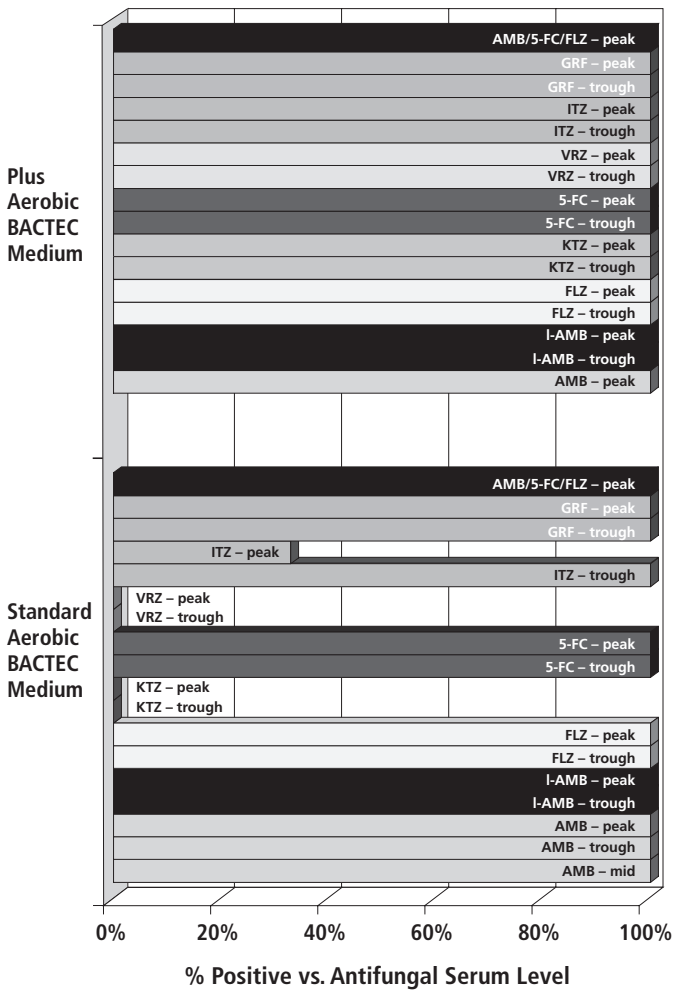 Plus
Aerobic
BACTEC
Medium
AMB/5-FC/FLZ – peak
GRF – peak
GRF – trough
ITZ – peak
ITZ – trough
VRZ – peak
VRZ – trough
5-FC – peak
5-FC – trough
KTZ – peak
KTZ – trough
FLZ – peak
FLZ – trough
l-AMB – peak
l-AMB – trough
AMB – peak
Standard
Aerobic
BACTEC
Medium
AMB/5-FC/FLZ – peak
GRF – peak
GRF – trough
ITZ – peak
ITZ – trough
VRZ – peak
VRZ – trough
5-FC – peak
5-FC – trough
KTZ – peak
KTZ – trough
FLZ – peak
FLZ – trough
l-AMB – peak
l-AMB – trough
AMB – peak
AMB – trough
AMB – mid
0% 20% 40% 60% 80% 100%
% Positive vs. Antifungal Serum Level